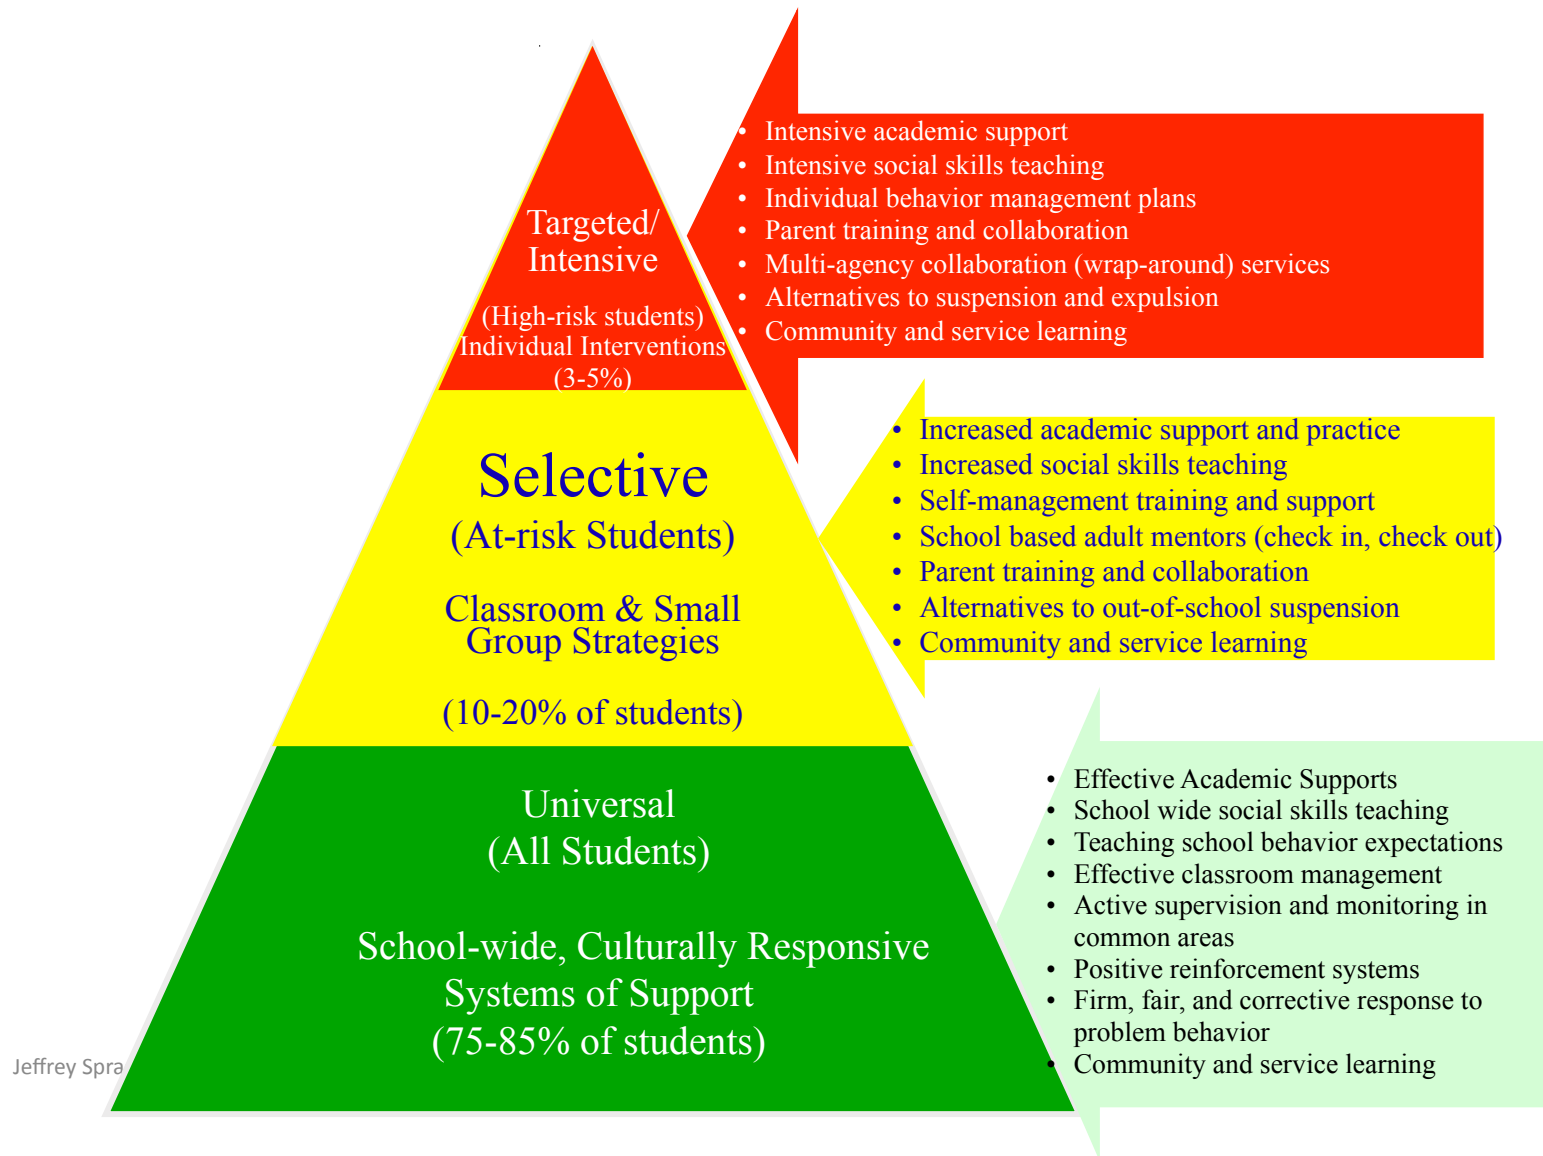 Targeted/
Intensive
(High-risk students)
Individual Interventions
(3-5%)
• Intensive academic support
• Intensive social skills teaching
• Individual behavior management plans
• Parent training and collaboration
• Multi-agency collaboration (wrap-around) services
• Alternatives to suspension and expulsion
• Community and service learning
Selective
(At-risk Students)
Classroom & Small
Group Strategies
(10-20% of students)
• Increased academic support and practice
• Increased social skills teaching
• Self-management training and support
• School based adult mentors (check in, check out)
• Parent training and collaboration
• Alternatives to out-of-school suspension
• Community and service learning
Universal
(All Students)
School-wide, Culturally Responsive
Systems of Support
(75-85% of students)
• Effective Academic Supports
• School wide social skills teaching
• Teaching school behavior expectations
• Effective classroom management
• Active supervision and monitoring in
common areas
• Positive reinforcement systems
• Firm, fair, and corrective response to
problem behavior
• Community and service learning
Jeffrey Spra